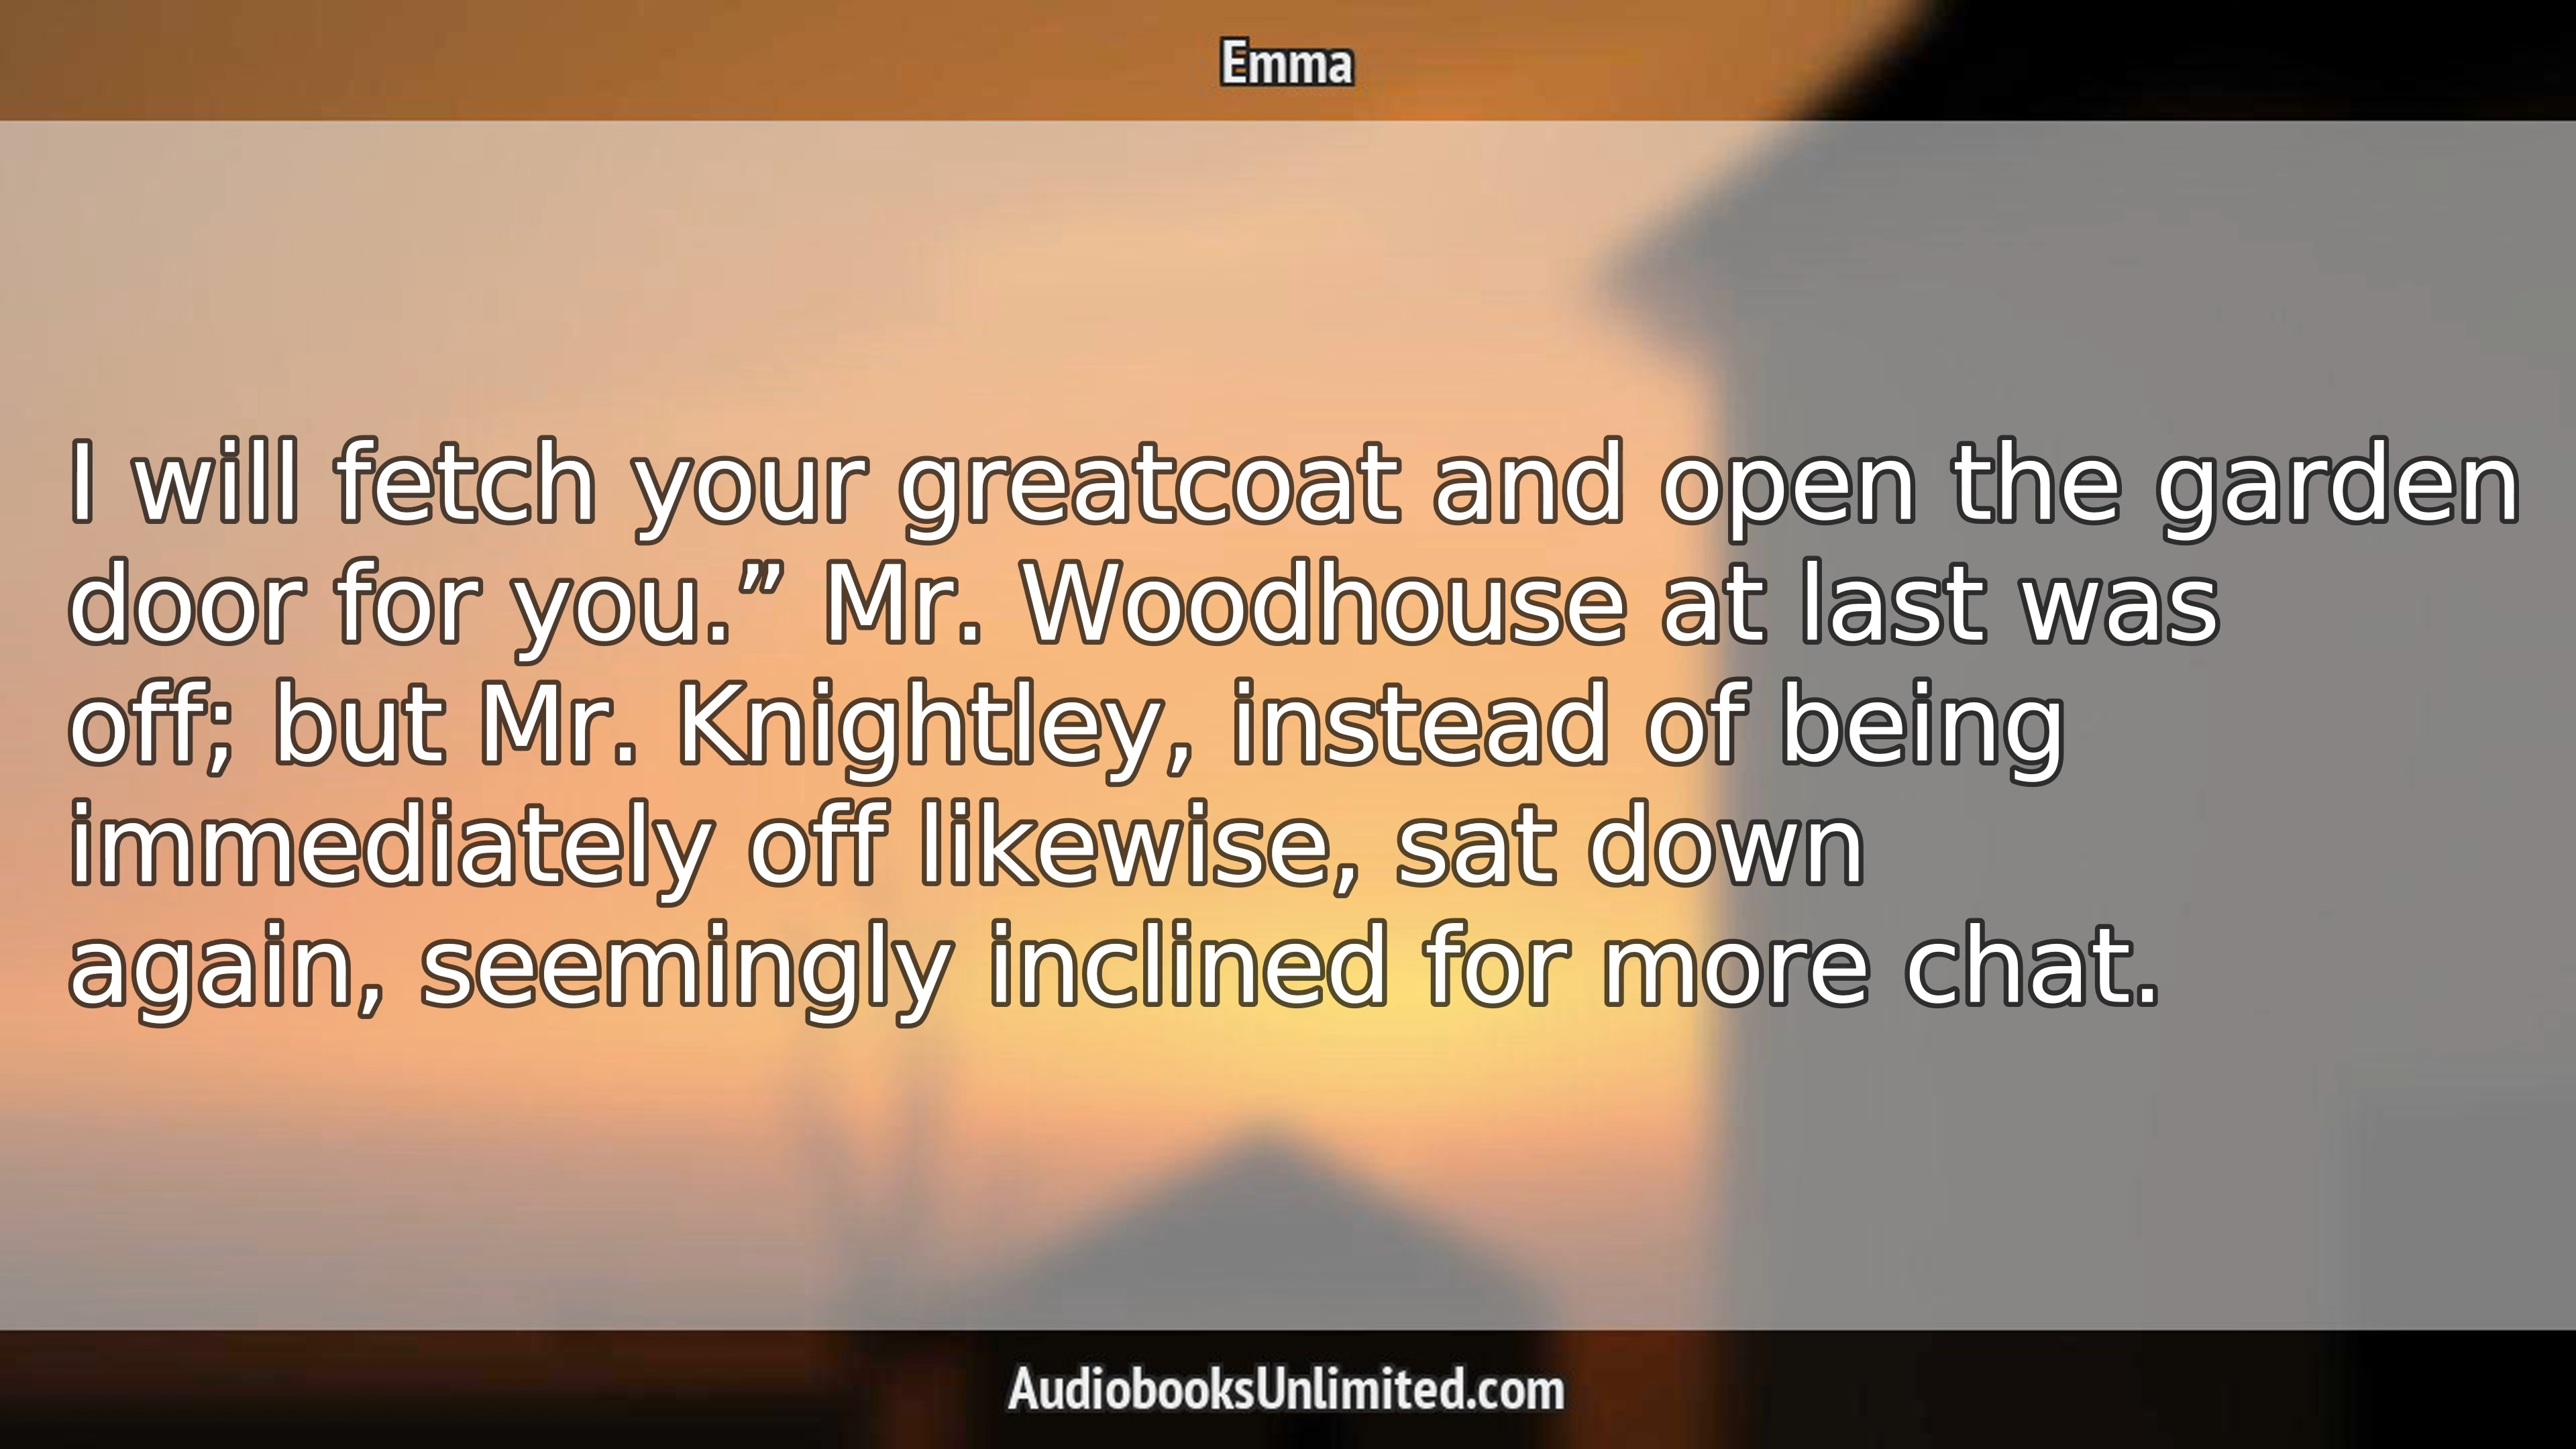 Emma
I will fetch your greatcoat and open the garden
door for you.” Mr. Woodhouse at last was
off; but Mr. Knightley, instead of being
immediately off likewise, sat down
again, seemingly inclined for more chat.
AudiobooksUnlimited.com